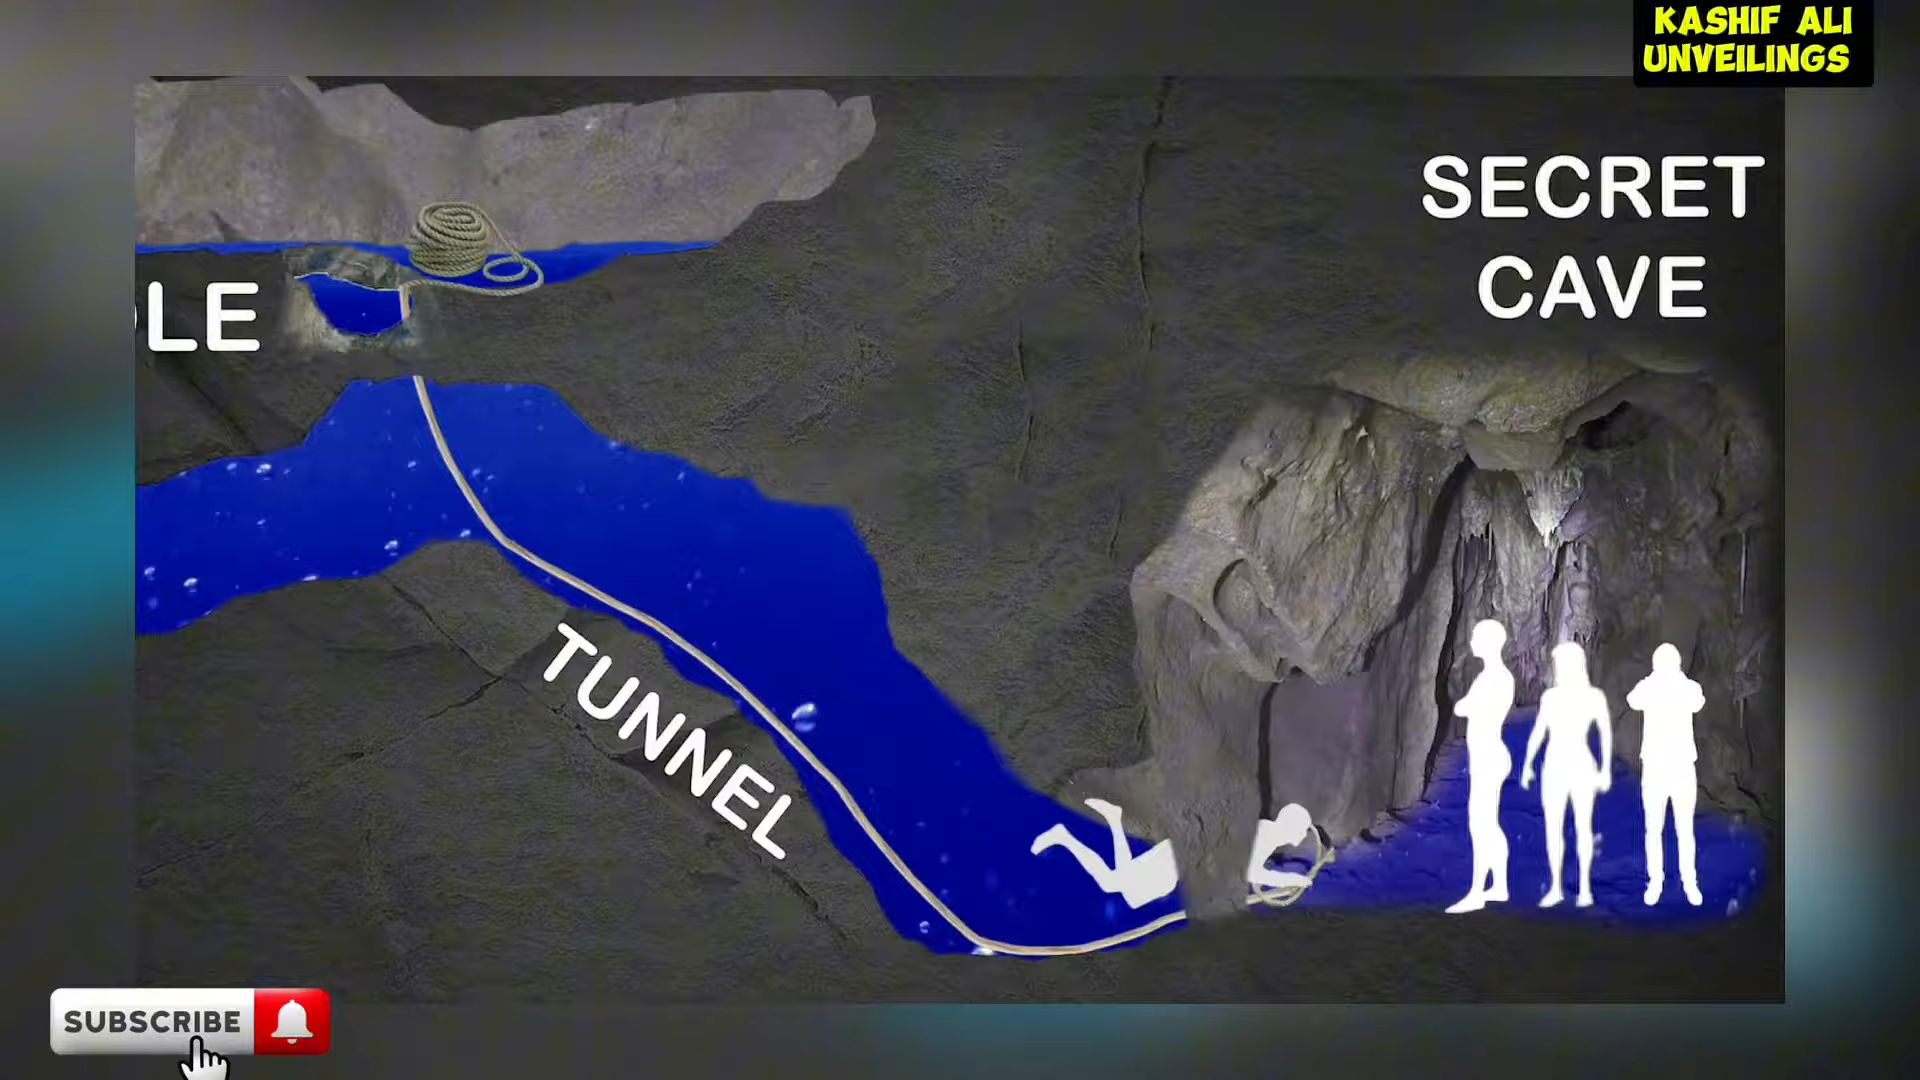 KASHIF ALI
UNVEILINGS
SECRET
CAVE
LE
TUNNEL
SUBSCRIBE